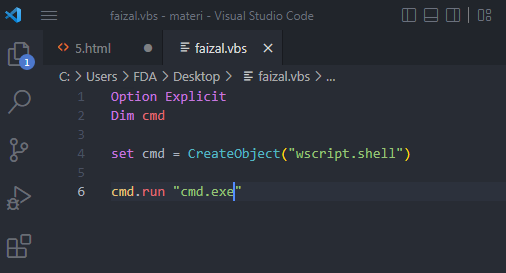 faizal.vbs - materi - Visual Studio Code
5.html
faizal.vbs
C: > Users > FDA > Desktop > faizal.vbs > ...
1
1 Option Explicit
2 Dim cmd
3
4 set cmd = CreateObject("wscript.shell")
5
6 cmd.run "cmd.exe"